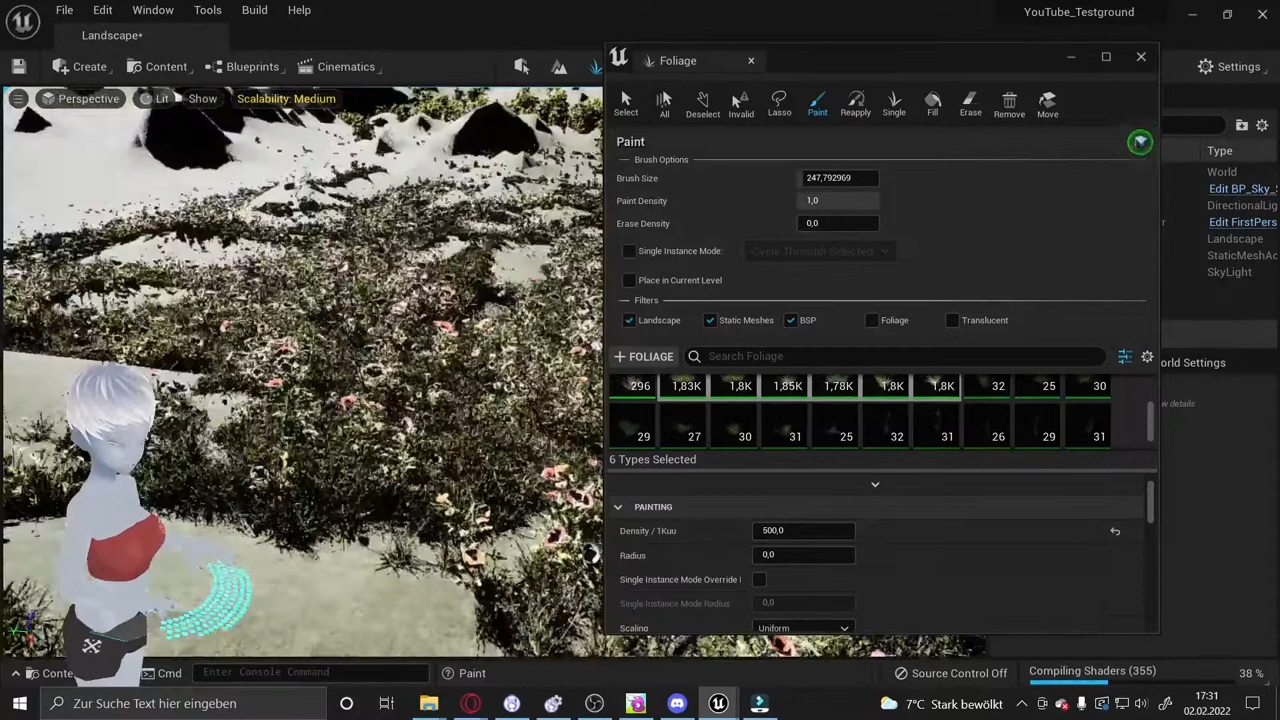 File Edit Window Tools Build Help
YouTube_Testground
Landscape*
Foliage
Create Content Blueprints Cinematics
Settings
Perspective Lit Show Scalability: Medium
Select All Deselect Invalid Lasso Paint Reapply Single Fill Erase Remove Move
Paint
Brush Options
Brush Size 247,792969
Paint Density 1,0
Erase Density 0,0
Single Instance Mode: Cycle Through Selected
Place in Current Level
Filters
Landscape Static Meshes BSP Foliage Translucent
+ FOLIAGE Search Foliage
296 1,83K 1,8K 1,85K 1,78K 1,8K 1,8K 32 25 30
29 27 30 31 25 32 31 26 29 31
6 Types Selected
PAINTING
Density / 1Kuu 500,0
Radius 0,0
Single Instance Mode Override
Single Instance Mode Radius 0,0
Scaling Uniform
Type
World
Edit BP_Sky_
DirectionalLig
Edit FirstPers
Landscape
StaticMeshAc
SkyLight
orld Settings
w details
Conte Cmd Enter Console Command Paint Source Control Off Compiling Shaders (355) 38 %
Zur Suche Text hier eingeben
7°C Stark bewölkt
17:31
02.02.2022